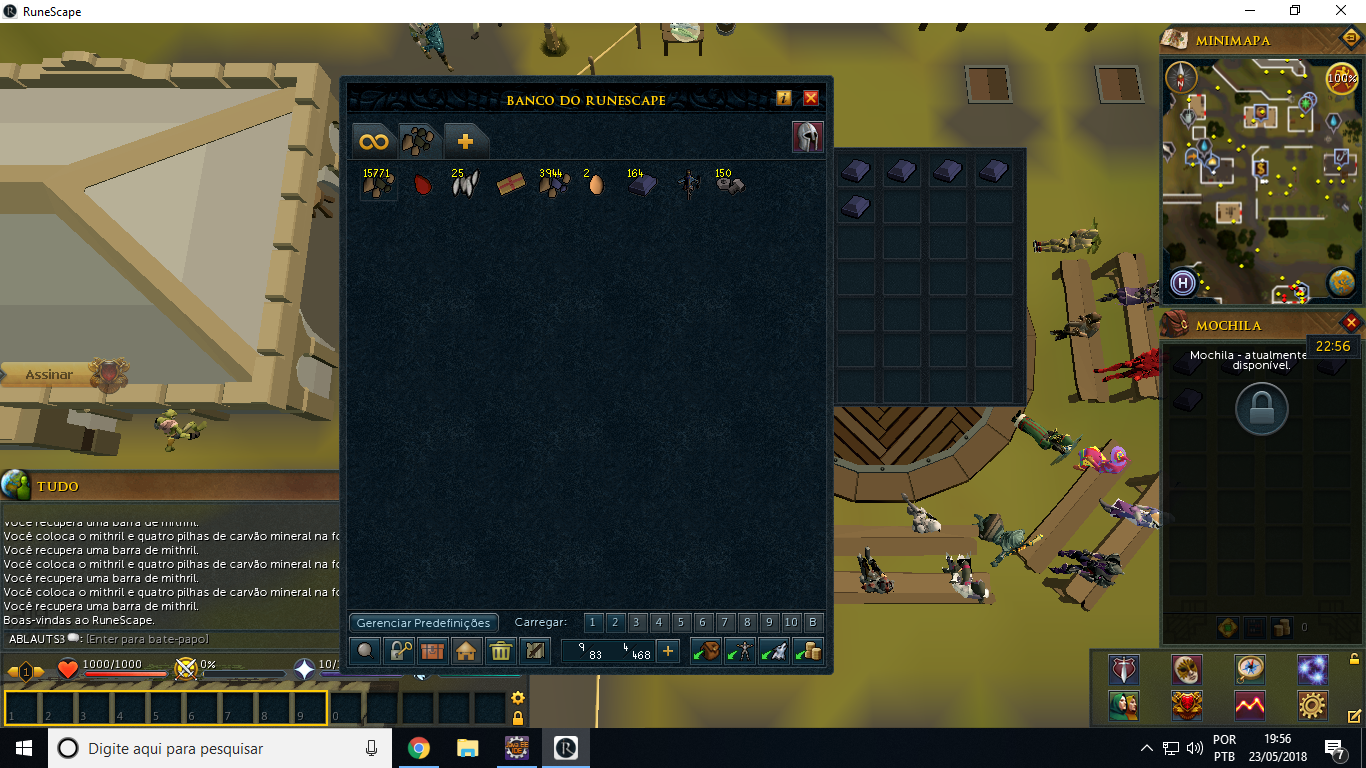 RuneScape
MINIMAPA
100%
N
H
BANCO DO RUNESCAPE
15771
25
3944
2
164
150
MOCHILA
22:56
Mochila - atualmente
disponível.
0
Assinar
TUDO
Você recupera uma barra de mithril.
Você coloca o mithril e quatro pilhas de carvão mineral na fo
Você recupera uma barra de mithril.
Você coloca o mithril e quatro pilhas de carvão mineral na fo
Você recupera uma barra de mithril.
Você coloca o mithril e quatro pilhas de carvão mineral na fo
Você recupera uma barra de mithril.
Boas-vindas ao RuneScape.
ABLAUTS3: [Enter para bate-papo]
Gerenciar Predefinições Carregar: 1 2 3 4 5 6 7 8 9 10 B
9 83 4 468
1 1000/1000 0% 10/1
1 2 3 4 5 6 7 8 9 0
Digite aqui para pesquisar
POR
PTB
19:56
23/05/2018
7